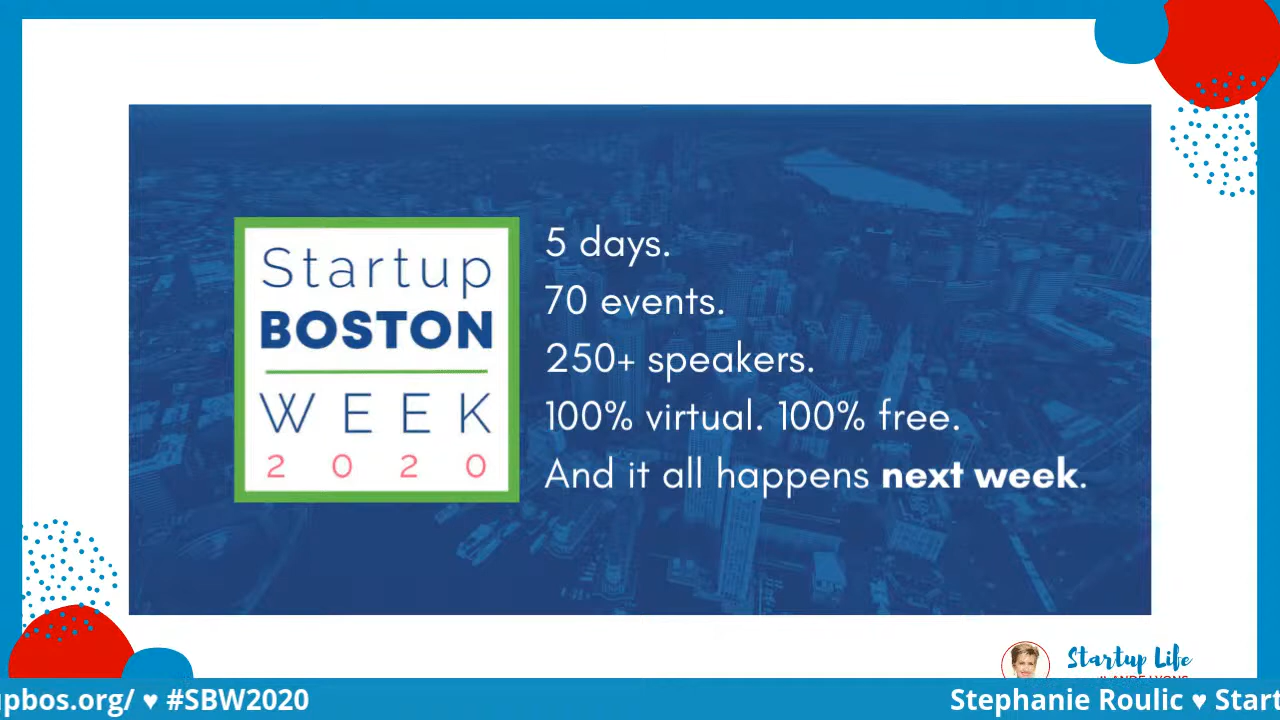 Startup
BOSTON
WEEK
2020
5 days.
70 events.
250+ speakers.
100% virtual. 100% free.
And it all happens next week.
Startup Life
upbos.org/ ♥ #SBW2020
Stephanie Roulic ♥ Start